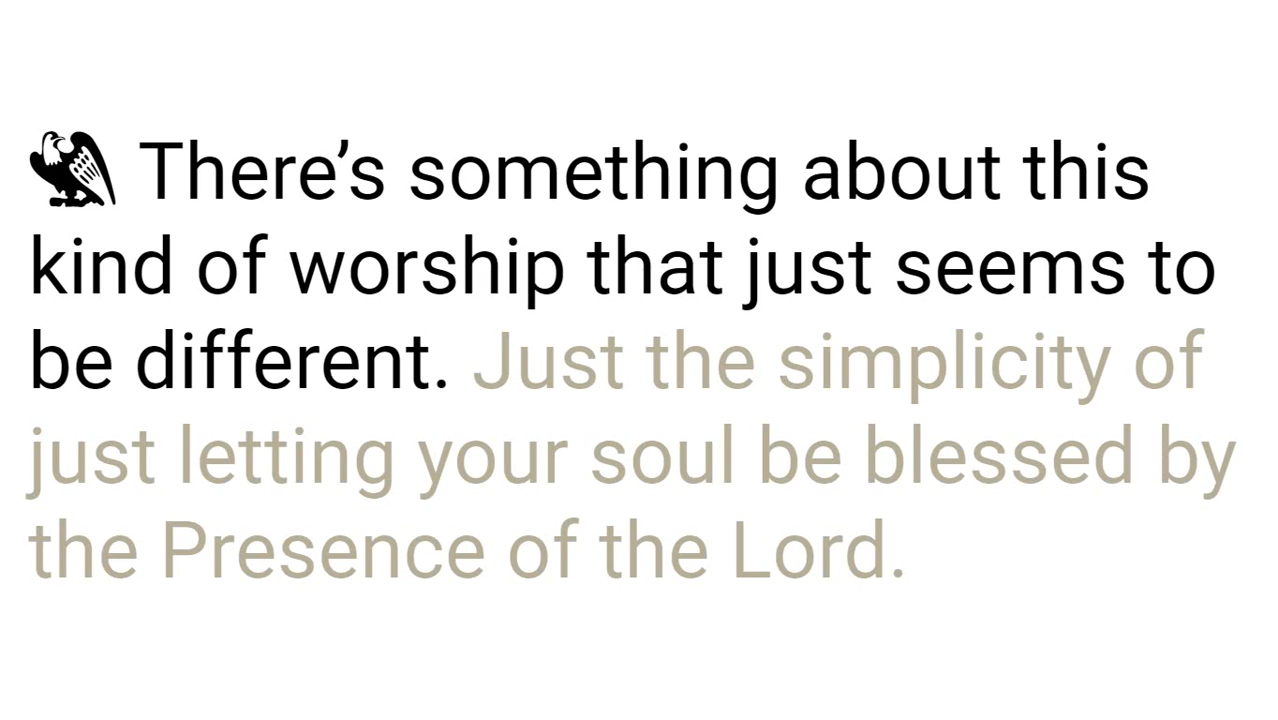 There’s something about this
kind of worship that just seems to
be different. Just the simplicity of
just letting your soul be blessed by
the Presence of the Lord.